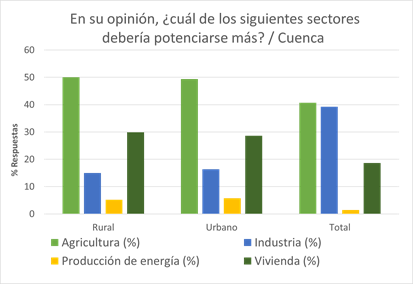 En su opinión, ¿cuál de los siguientes sectores
debería potenciarse más? / Cuenca
60
50
40
30
20
10
0
% Respuestas
Rural Urbano Total
Agricultura (%) Industria (%)
Producción de energía (%) Vivienda (%)